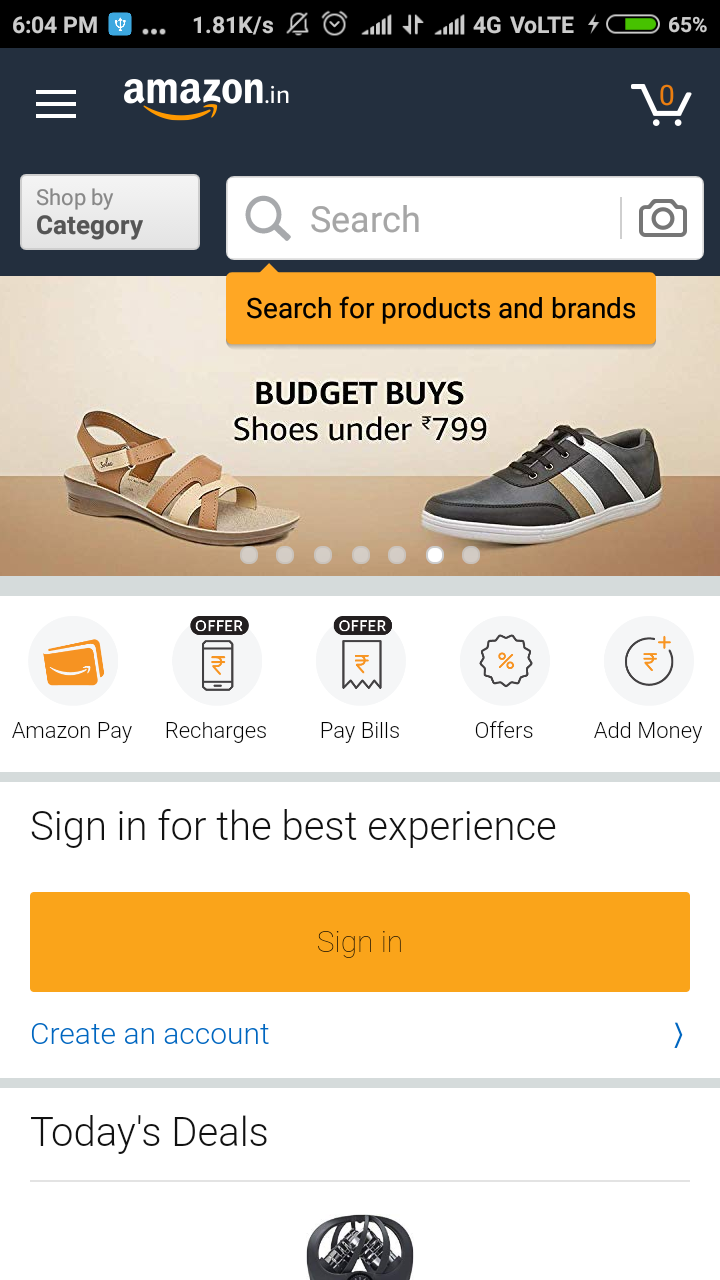 6:04 PM ... 1.81K/s 4G VoLTE 65%
amazon.in
0
Shop by
Category
Search
Search for products and brands
BUDGET BUYS
Shoes under ₹799
OFFER
OFFER
₹
₹
%
₹
Amazon Pay
Recharges
Pay Bills
Offers
Add Money
Sign in for the best experience
Sign in
Create an account
Today's Deals